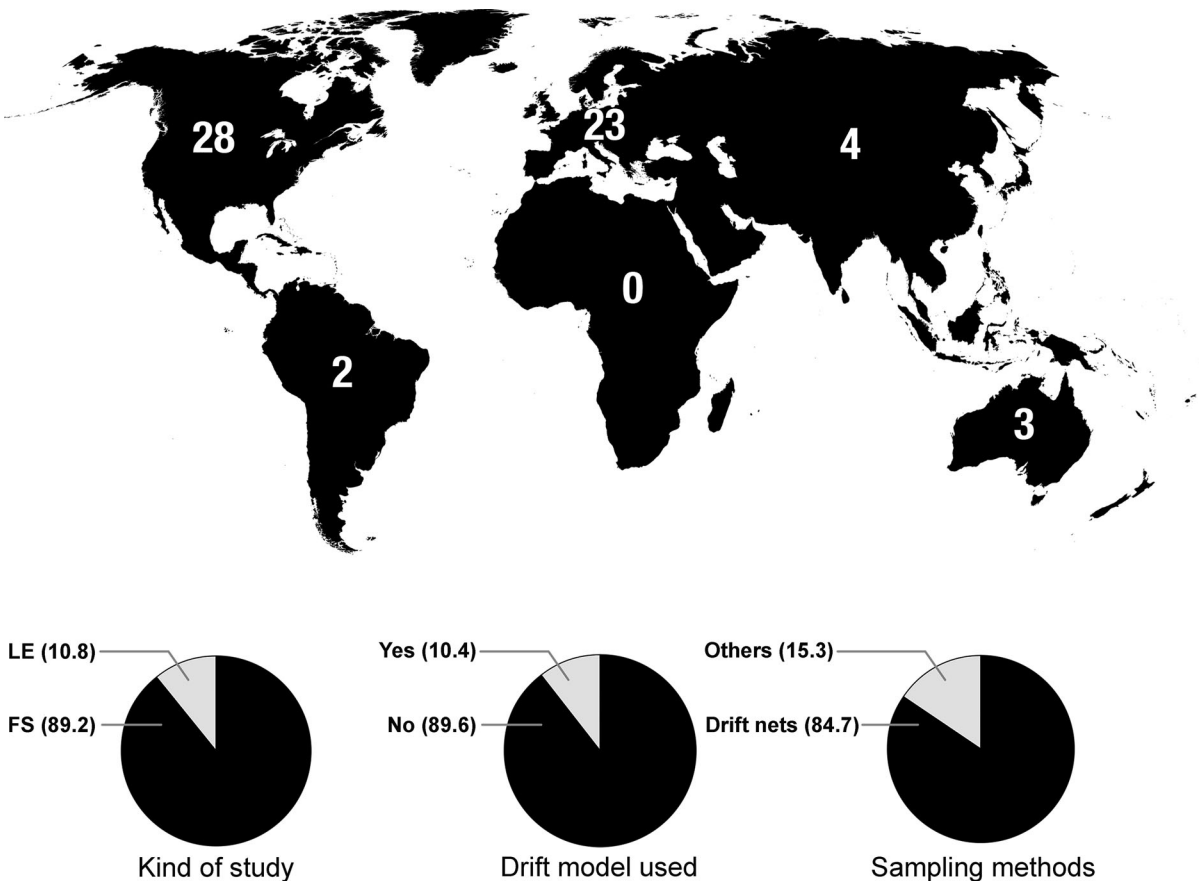 28
23
4
0
2
3
LE (10.8)
Yes (10.4)
Others (15.3)
FS (89.2)
No (89.6)
Drift nets (84.7)
Kind of study
Drift model used
Sampling methods